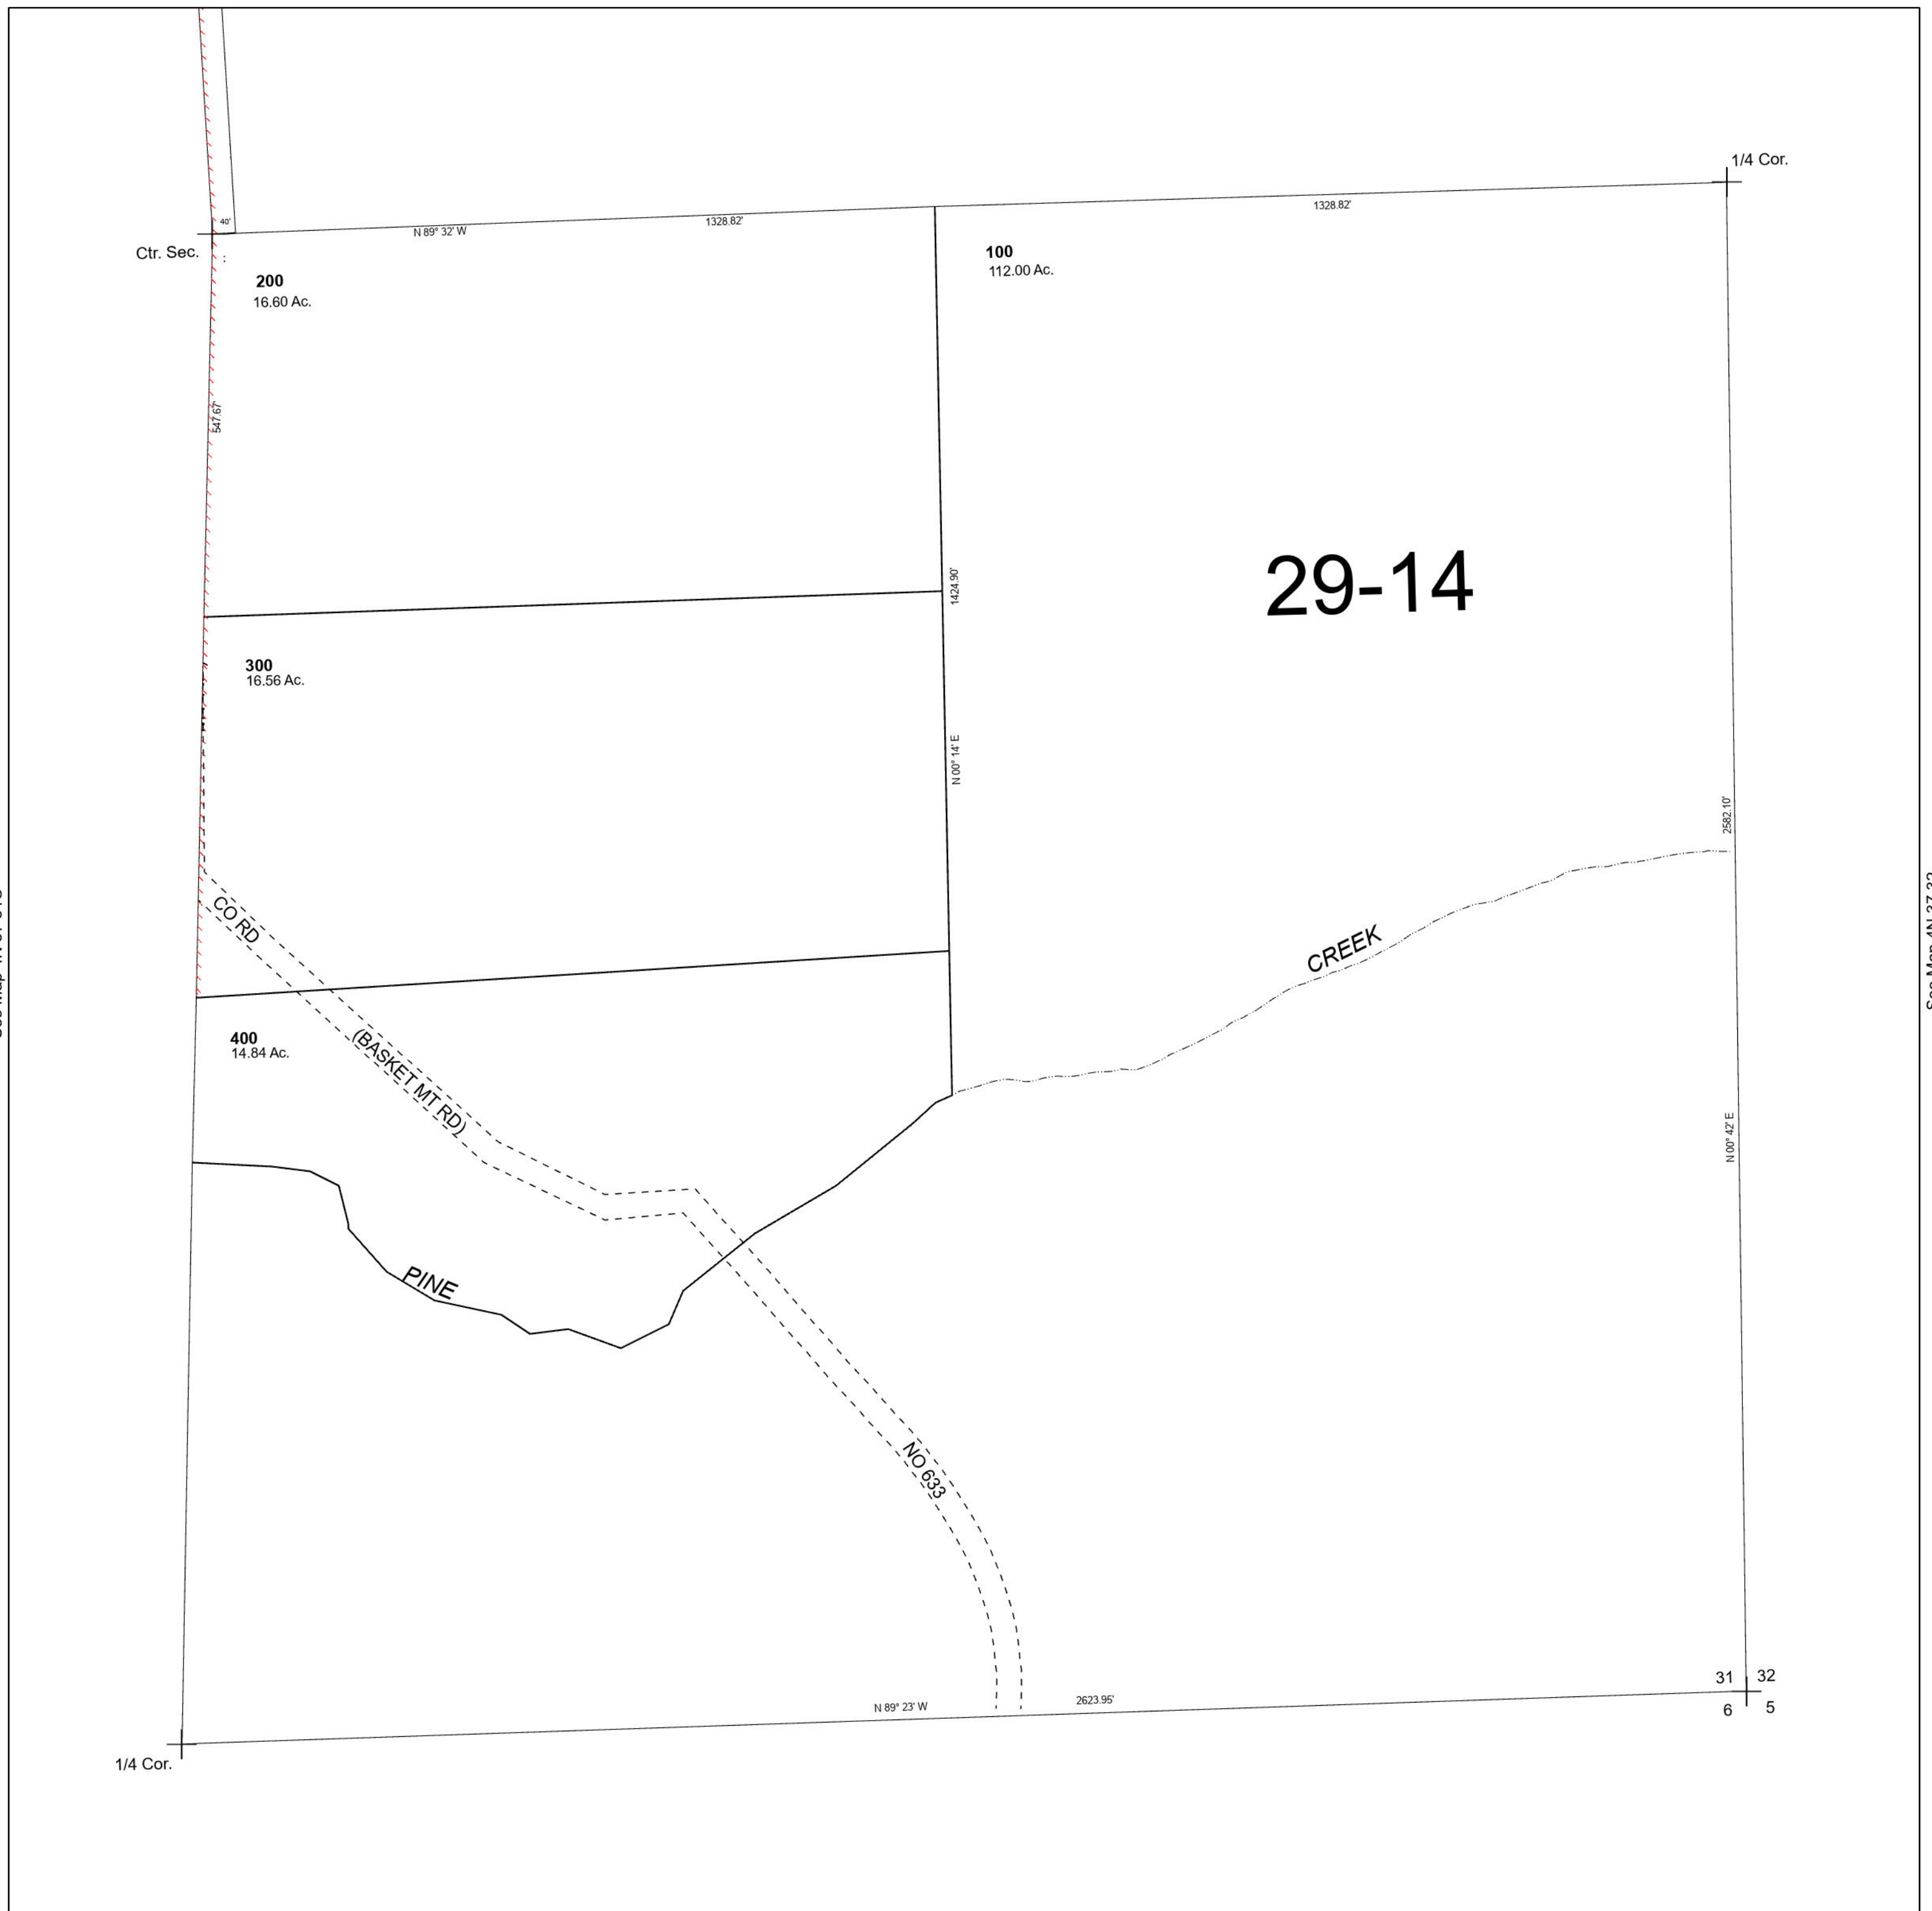 1/4 Cor.
40'
N 89° 32' W
1328.82'
1328.82'
Ctr. Sec.
200
16.60 Ac.
100
112.00 Ac.
547.67'
29-14
1424.90'
300
16.56 Ac.
N 00° 14' E
2582.10'
CO RD
CREEK
400
14.84 Ac.
(BASKET MT RD)
N 00° 42' E
PINE
NO 633
31
32
6
5
N 89° 23' W
2623.95'
1/4 Cor.